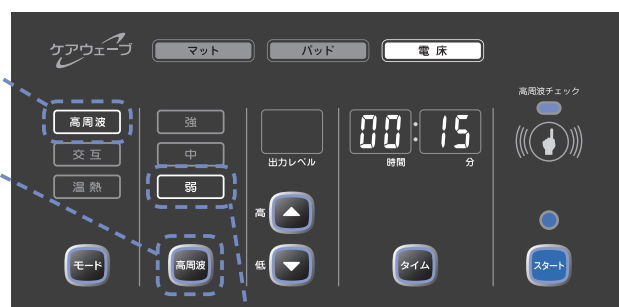 ケアウェーブ
マット
パッド
電床
高周波
交互
温熱
モード
強
中
弱
高周波
出力レベル
高
低
00:15
時間
分
タイム
高周波チェック
スタート